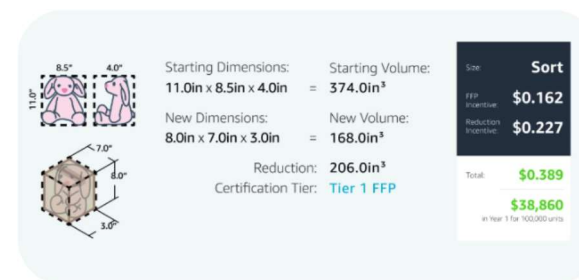 8.5"
4.0"
11.0"
7.0"
8.0"
3.0"
Starting Dimensions:
11.0in x 8.5in x 4.0in
Starting Volume:
= 374.0in³
New Dimensions:
8.0in x 7.0in x 3.0in
New Volume:
= 168.0in³
Reduction: 206.0in³
Certification Tier: Tier 1 FFP
Size: Sort
FFP
Incentive: $0.162
Reduction
Incentive: $0.227
Total: $0.389
$38,860
in Year 1 for 100,000 units